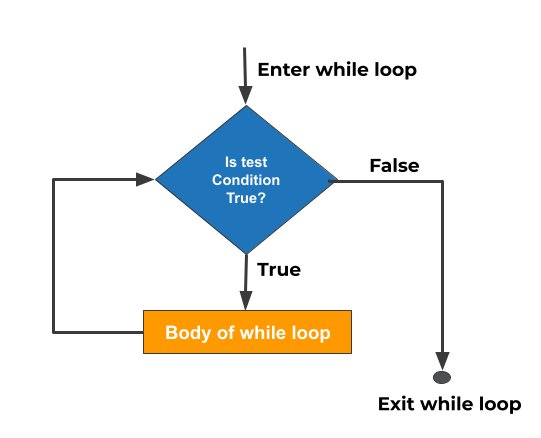 Enter while loop
Is test
Condition
True?
False
True
Body of while loop
Exit while loop